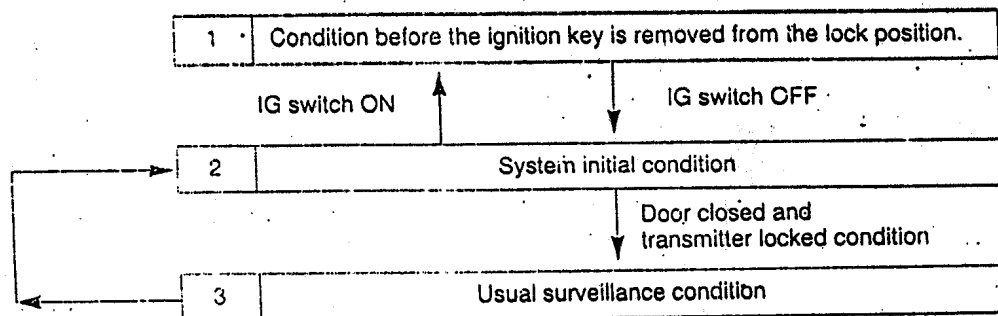 1 Condition before the ignition key is removed from the lock position.
IG switch ON
IG switch OFF
2 System initial condition
Door closed and
transmitter locked condition
3 Usual surveillance condition